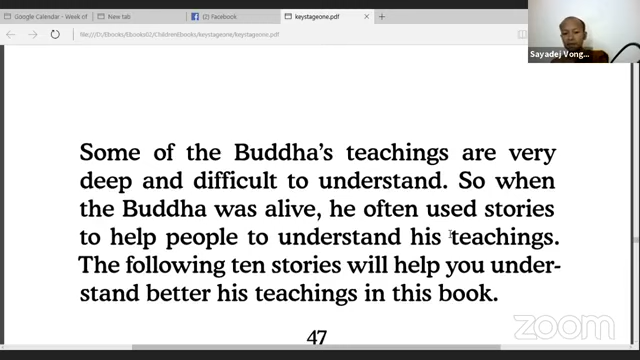 Google Calendar - Week of
New tab
(2) Facebook
keystageone.pdf
file:///D:/Ebooks/Ebooks02/ChildrenEbooks/keystageone/keystageone.pdf
Sayadej Vong...
Some of the Buddha's teachings are very
deep and difficult to understand. So when
the Buddha was alive, he often used stories
to help people to understand his teachings.
The following ten stories will help you under-
stand better his teachings in this book.
47
zoom